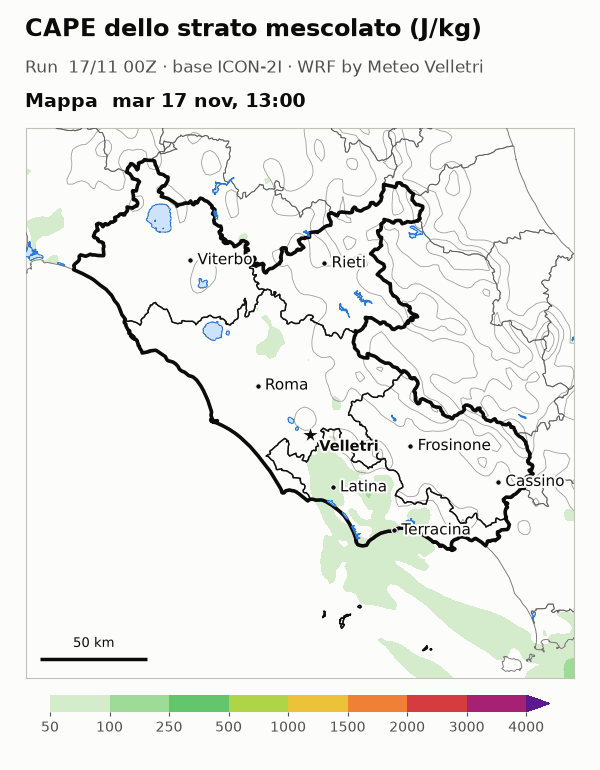 CAPE dello strato mescolato (J/kg)
Run  17/11 00Z · base ICON-2I · WRF by Meteo Velletri
Mappa  mar 17 nov, 13:00
Viterbo
Rieti
Roma
Velletri
Frosinone
Latina
Cassino
Terracina
50 km
50 100 250 500 1000 1500 2000 3000 4000